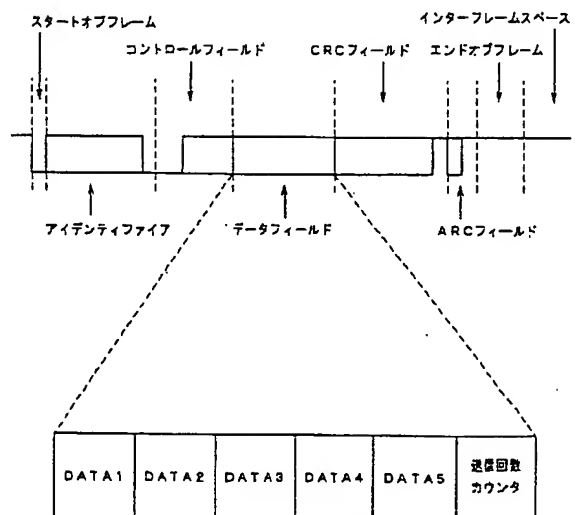 インターフレームスペース
スタートオブフレーム
コントロールフィールド
CRCフィールド
エンドオブフレーム
アイデンティファイア
データフィールド
ARCフィールド
DATA1
DATA2
DATA3
DATA4
DATA5
送信回数
カウンタ